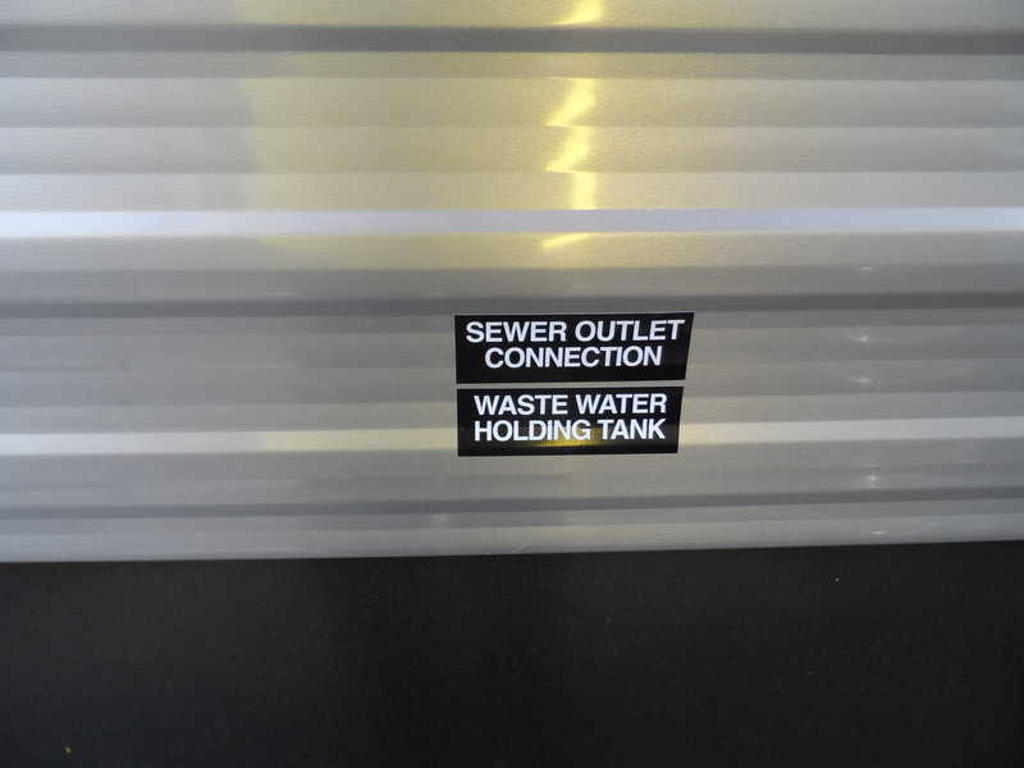 SEWER OUTLET
CONNECTION
WASTE WATER
HOLDING TANK